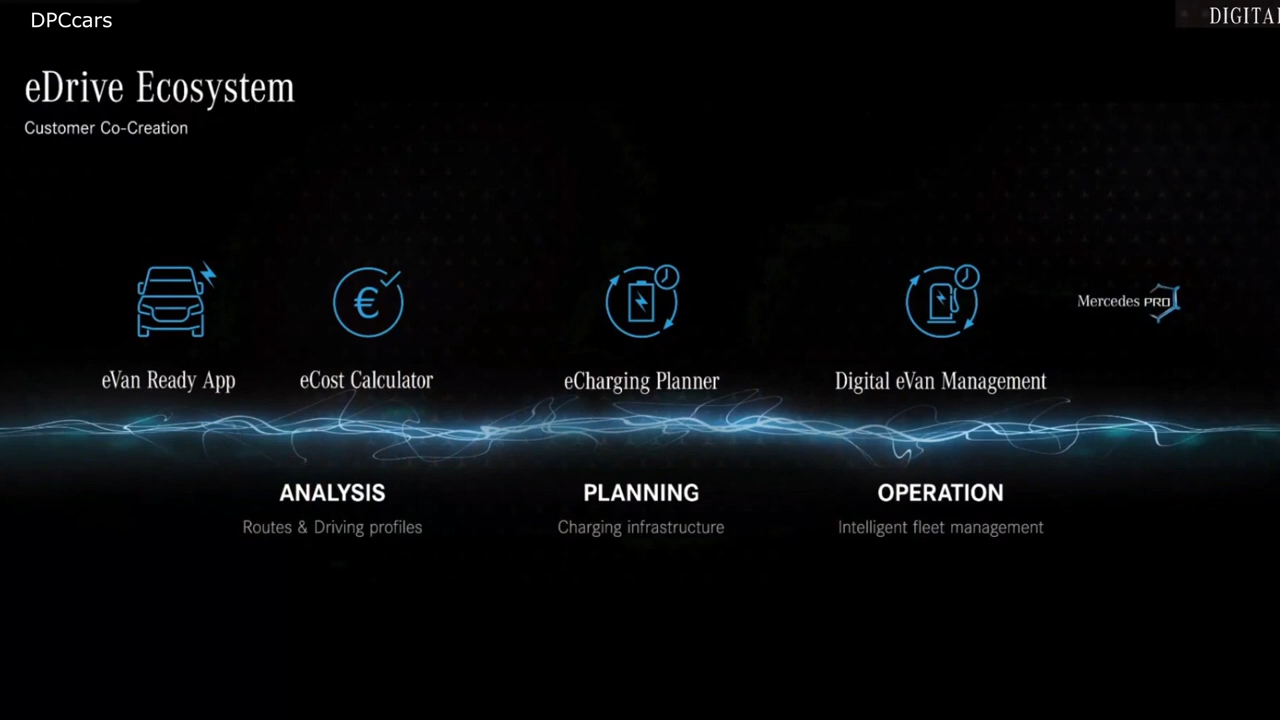 DPCcars
DIGITAL
eDrive Ecosystem
Customer Co-Creation
€
Mercedes PRO
eVan Ready App
eCost Calculator
eCharging Planner
Digital eVan Management
ANALYSIS
PLANNING
OPERATION
Routes & Driving profiles
Charging infrastructure
Intelligent fleet management